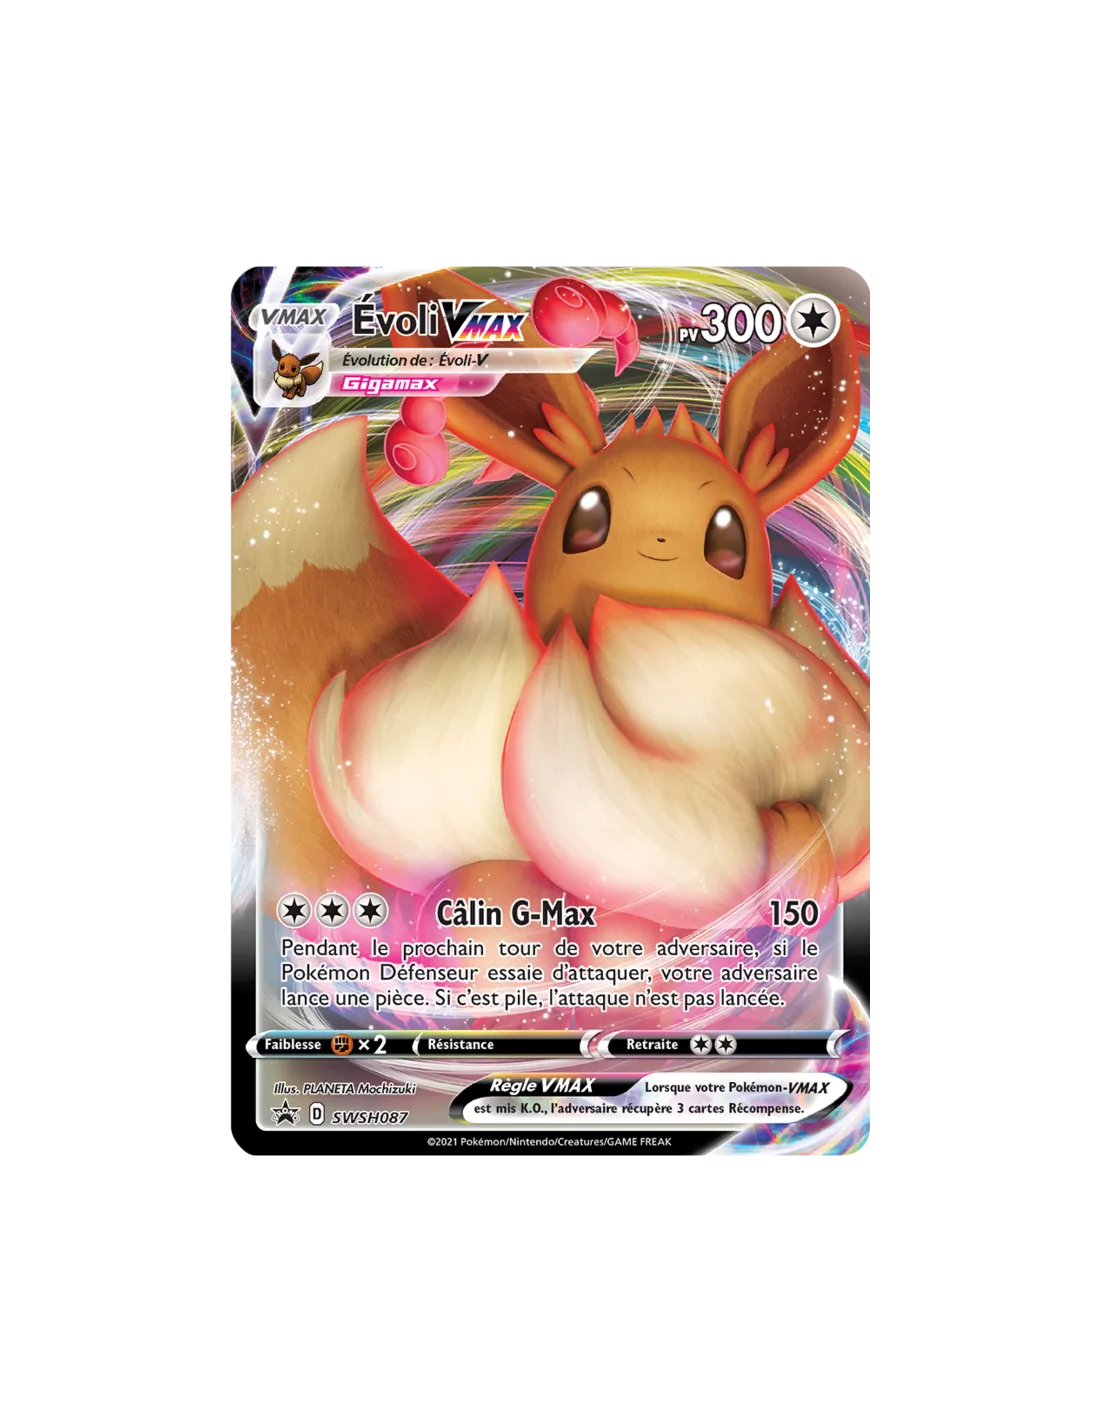 VMAX
ÉvoliVMAX
PV300
Évolution de : Évoli-V
Gigamax
Câlin G-Max 150
Pendant le prochain tour de votre adversaire, si le
Pokémon Défenseur essaie d'attaquer, votre adversaire
lance une pièce. Si c'est pile, l'attaque n'est pas lancée.
Faiblesse ×2 Résistance Retraite
Illus. PLANETA Mochizuki
Règle VMAX Lorsque votre Pokémon-VMAX
est mis K.O., l'adversaire récupère 3 cartes Récompense.
PROMO D SWSH087
©2021 Pokémon/Nintendo/Creatures/GAME FREAK